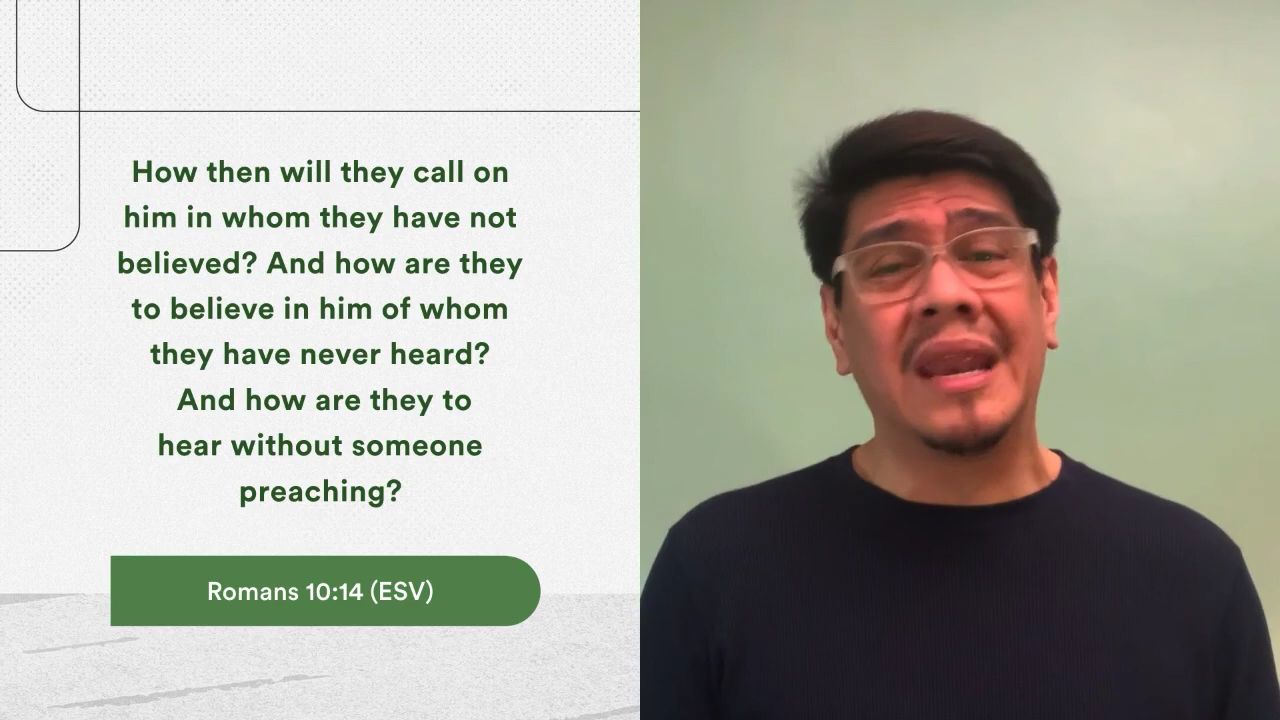 How then will they call on
him in whom they have not
believed? And how are they
to believe in him of whom
they have never heard?
And how are they to
hear without someone
preaching?
Romans 10:14 (ESV)